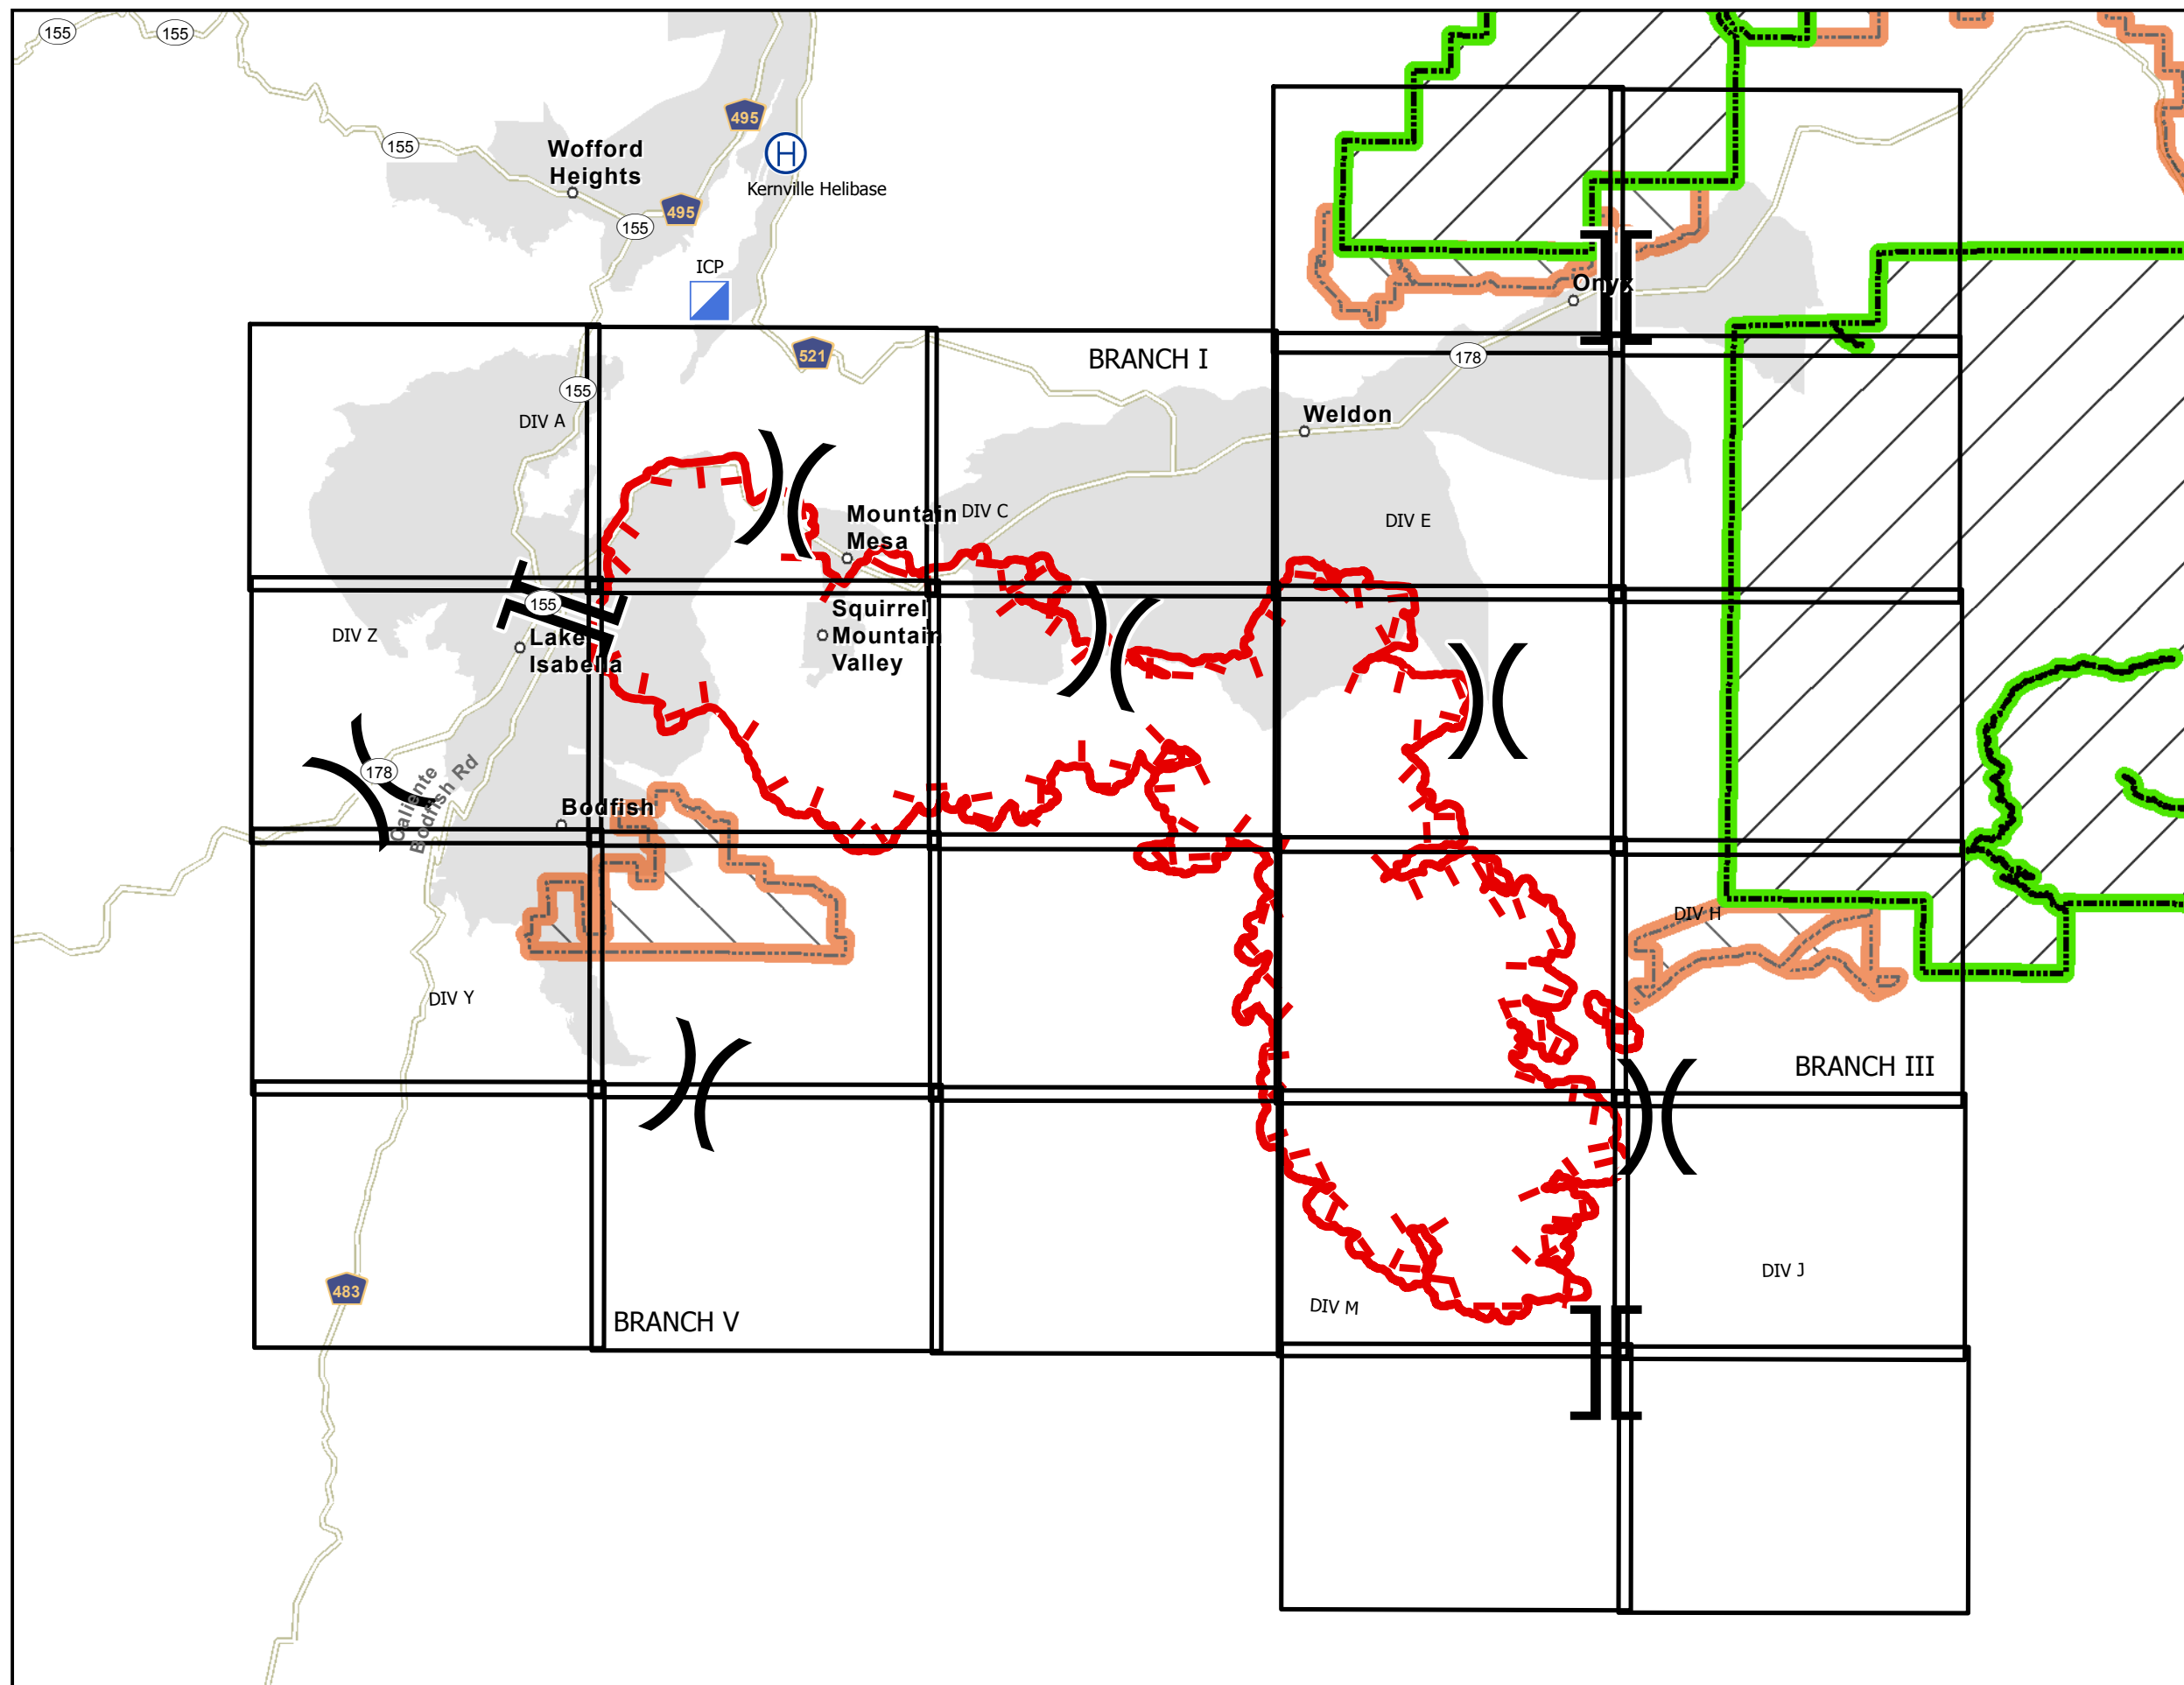 155
155
495
155
Wofford
Heights
Kernville Helibase
495
155
ICP
Onyx
521
BRANCH I
178
155
DIV A
Weldon
Mountain
Mesa
DIV C
DIV E
155
DIV Z
Lake
Isabella
Squirrel
Mountain
Valley
178
Caliente
Bodfish Rd
Bodfish
DIV H
DIV Y
BRANCH III
DIV J
483
DIV M
BRANCH V
H